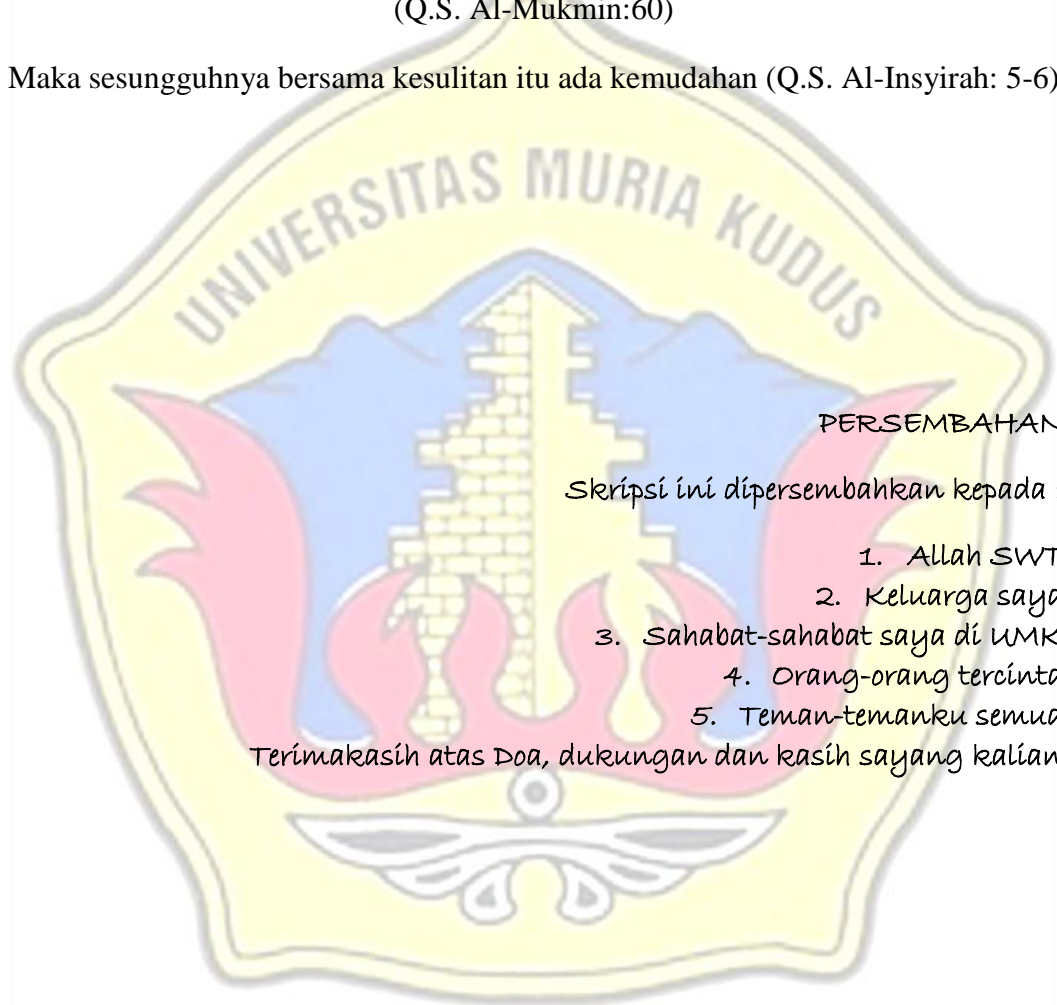 (Q.S. Al-Mukmin:60)
Maka sesungguhnya bersama kesulitan itu ada kemudahan (Q.S. Al-Insyirah: 5-6)
UNIVERSITAS MURIA KUDUS
PERSEMBAHAN
Skripsi ini dipersembahkan kepada :
1. Allah SWT
2. Keluarga saya
3. Sahabat-sahabat saya di UMK
4. Orang-orang tercinta
5. Teman-temanku semua
Terimakasih atas Doa, dukungan dan kasih sayang kalian